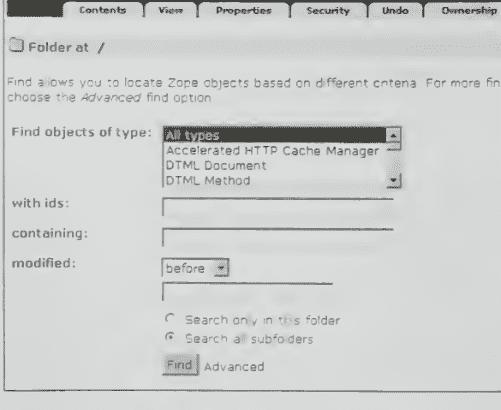 Contents View Properties Security Undo Ownership
Folder at /
Find allows you to locate Zope objects based on different criteria. For more fin
choose the Advanced find option
Find objects of type: All types
Accelerated HTTP Cache Manager
DTML Document
DTML Method
with ids:
containing:
modified: before
Search only in this folder
Search all subfolders
Find Advanced